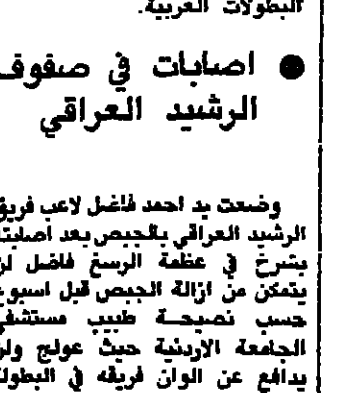 البطولات العربية.
● اصابات في صفوف
الرشيد العراقي
وضعت يد احمد فاضل لاعب فريق
الرشيد العراقي بالجبص بعد اصابته
بشرخ في عظمة الرسغ فاضل لن
يتمكن من ازالة الجبص قبل اسبوع
حسب نصيحة طبيب مستشفى
الجامعة الاردنية حيث عولج ولن
يدافع عن الوان فريقه في البطولة